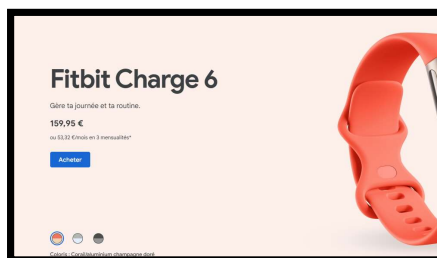 Fitbit Charge 6
Gère ta journée et ta routine.
159,95 €
ou 53,32 €/mois en 3 mensualités*
Acheter
Coloris : Corail/aluminium champagne doré